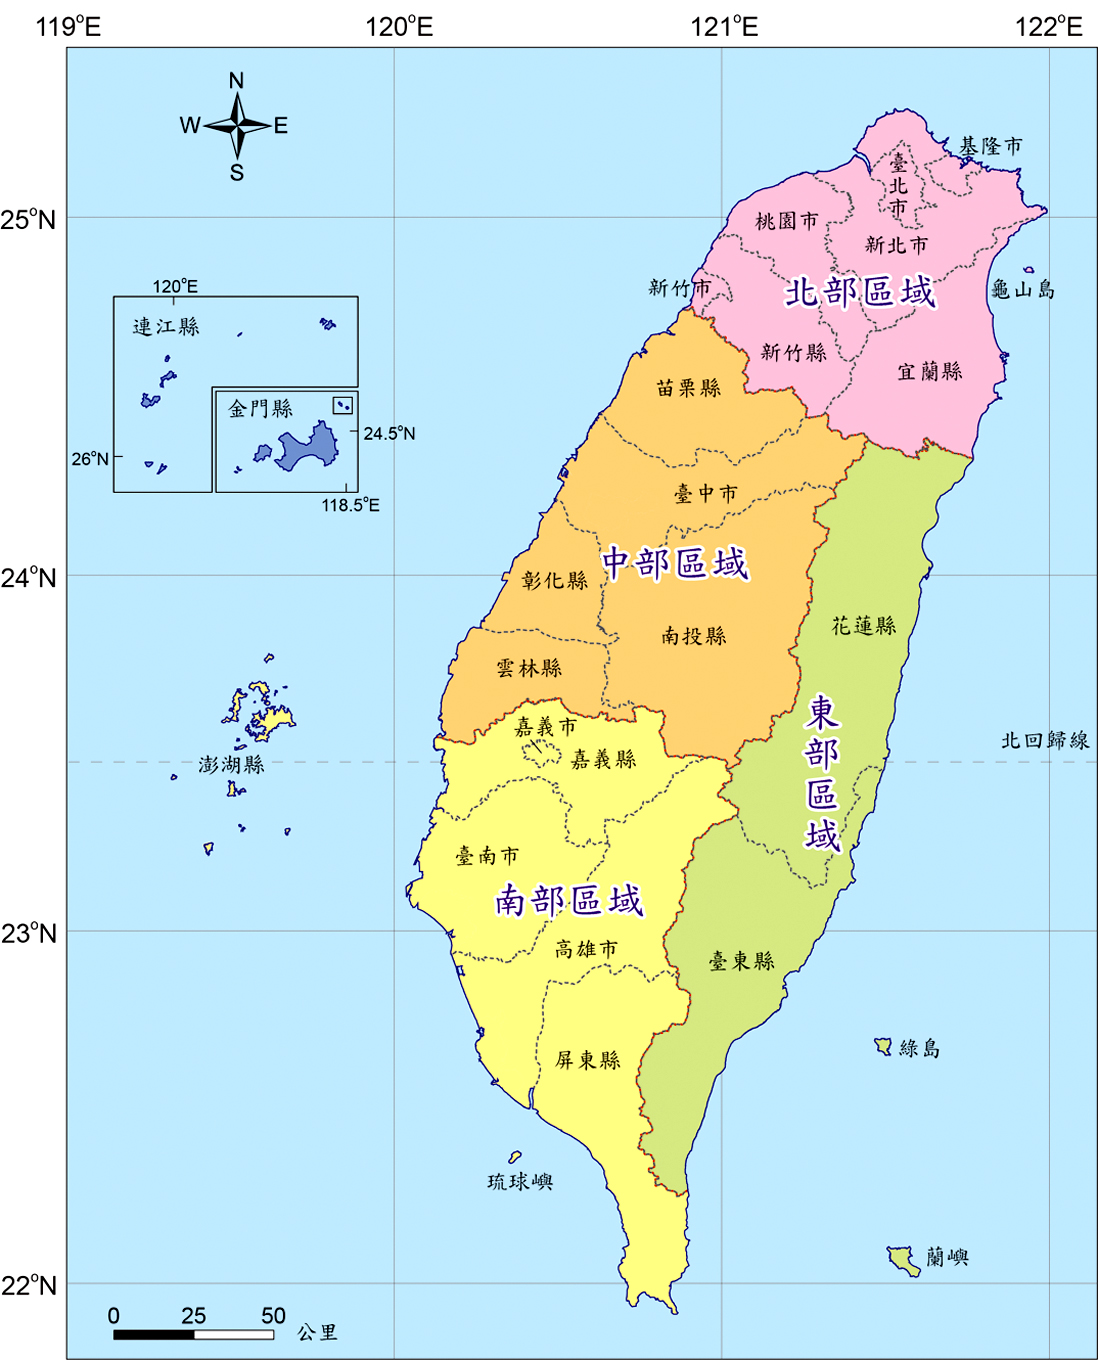 119°E
120°E
121°E
122°E
N
W
E
S
25°N
24°N
23°N
22°N
基隆市
臺北市
桃園市
新北市
新竹市
北部區域
龜山島
新竹縣
宜蘭縣
120°E
連江縣
金門縣
24.5°N
26°N
118.5°E
苗栗縣
臺中市
中部區域
彰化縣
南投縣
雲林縣
花蓮縣
東部區域
嘉義市
嘉義縣
北回歸線
澎湖縣
臺南市
南部區域
高雄市
臺東縣
屏東縣
綠島
琉球嶼
蘭嶼
0
25
50
公里